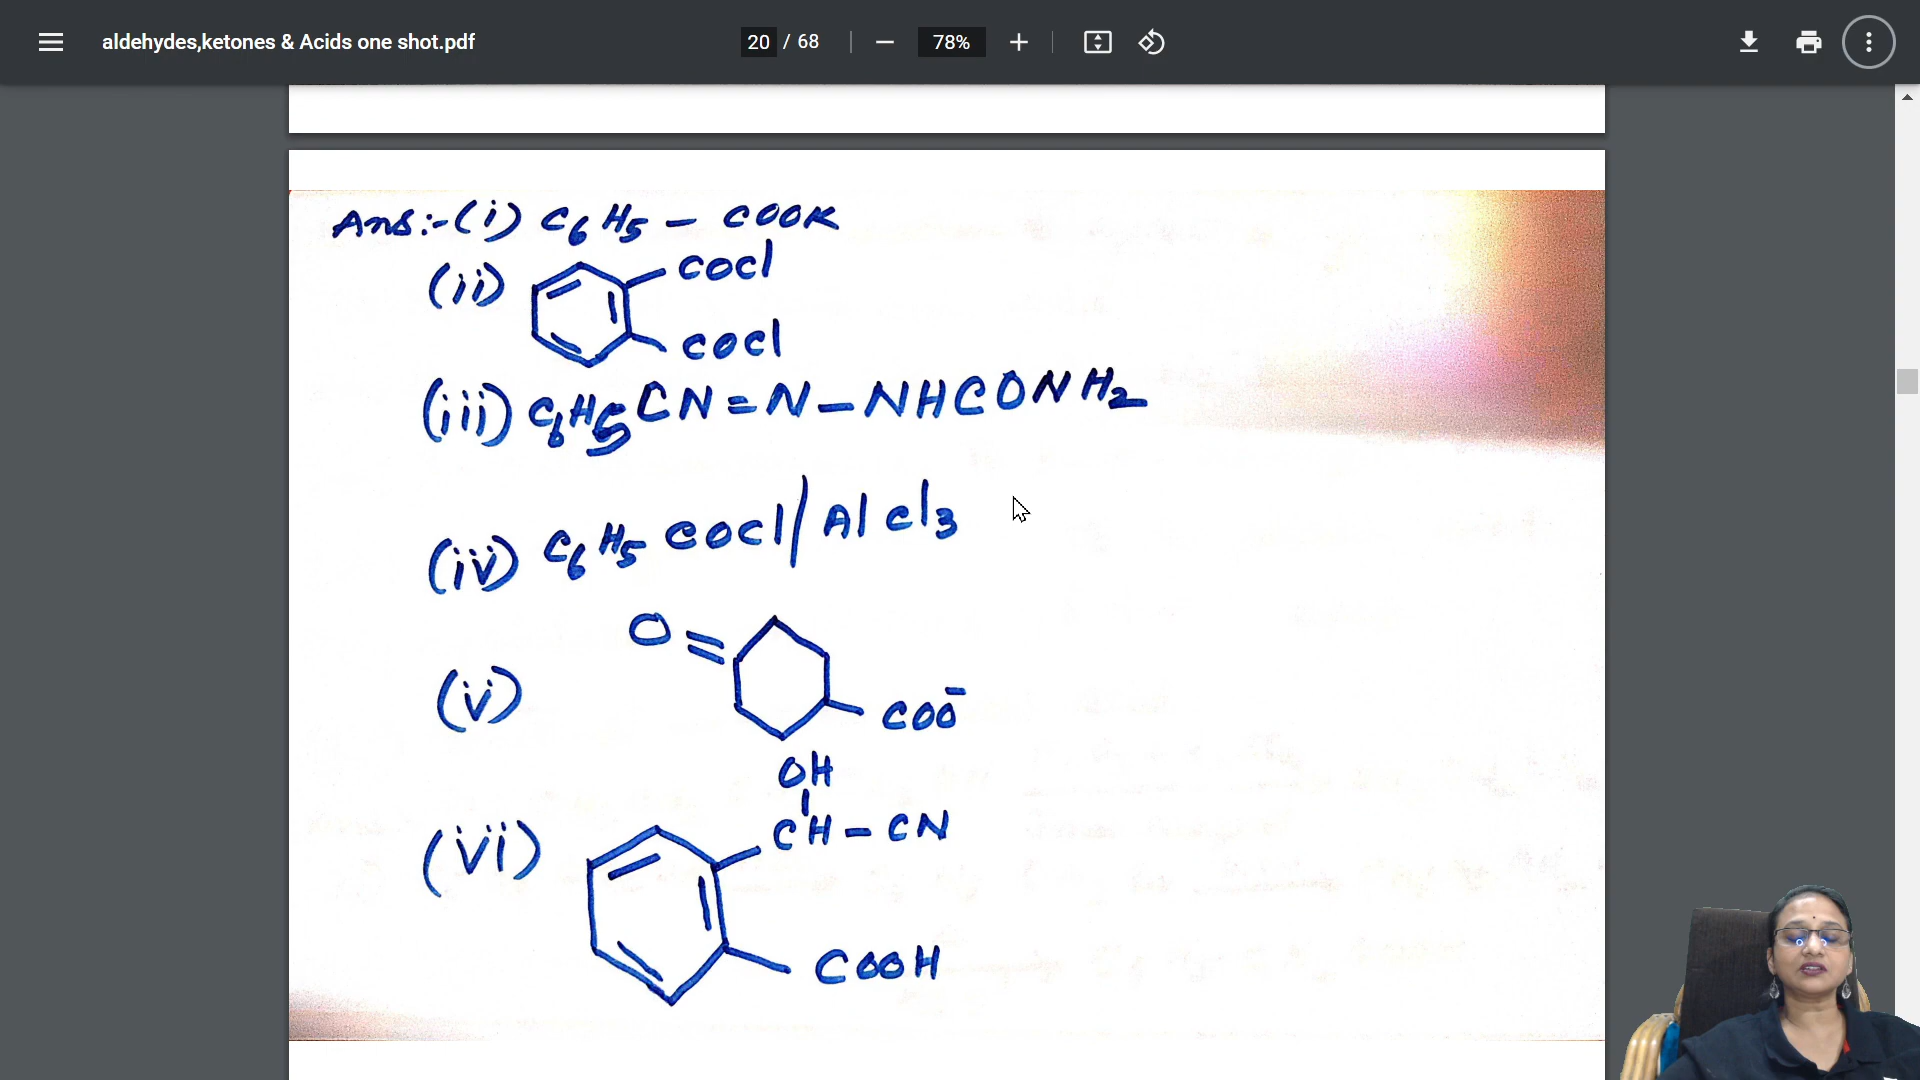 aldehydes,ketones & Acids one shot.pdf
20 / 68
78%
Ans:-(i) C6H5 - COOK
(ii) COCl
COCl
(iii) C6H5CN=N-NHCONH2
(iv) C6H5COCl/AlCl3
O=
(v) COO-
OH
(vi) CH-CN
COOH